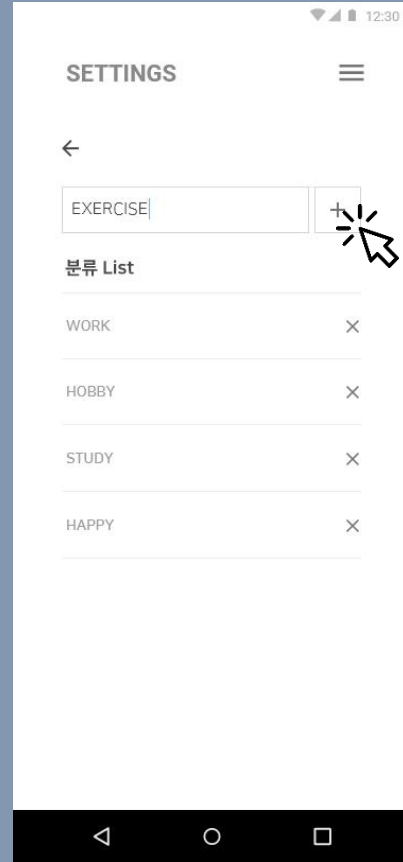 12:30
SETTINGS
EXERCISE
분류 List
WORK
HOBBY
STUDY
HAPPY